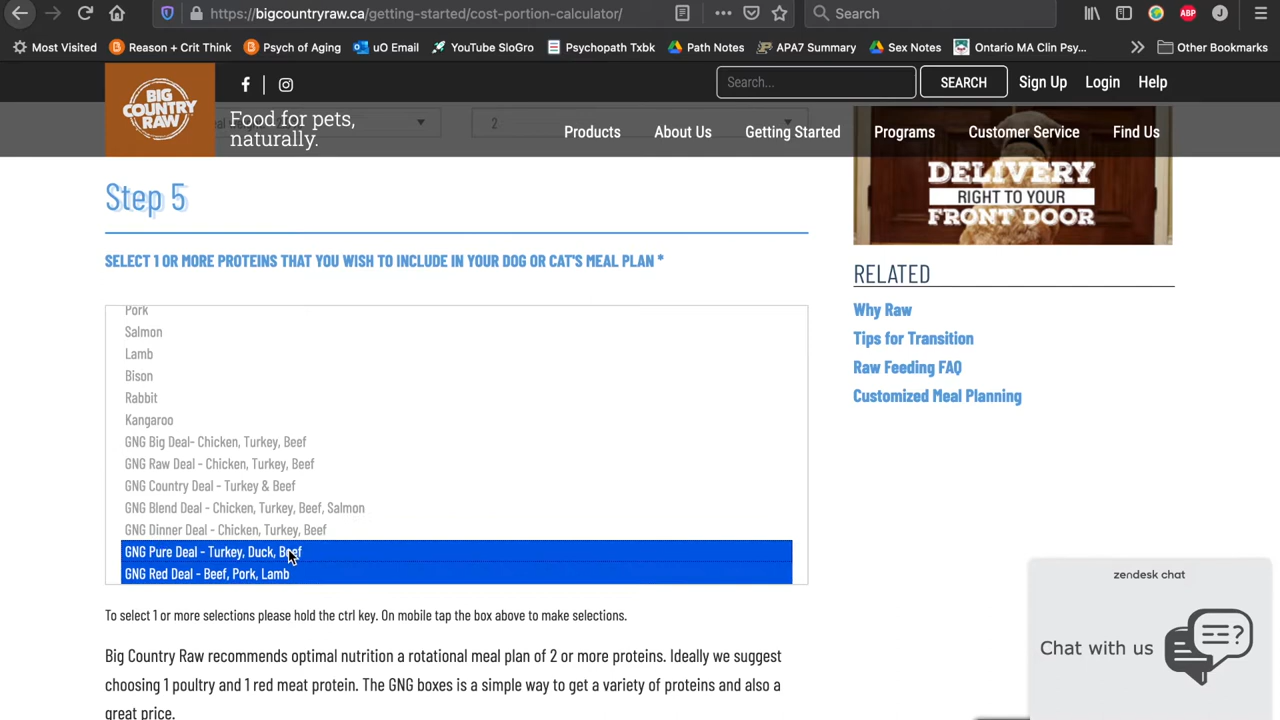 https://bigcountryraw.ca/getting-started/cost-portion-calculator/
Search
ABP
J
Most Visited
Reason + Crit Think
Psych of Aging
uO Email
YouTube SloGro
Psychopath Txbk
Path Notes
APA7 Summary
Sex Notes
Ontario MA Clin Psy...
Other Bookmarks
BIG COUNTRY RAW
Food for pets, naturally.
Search...
SEARCH
Sign Up
Login
Help
2
Products
About Us
Getting Started
Programs
Customer Service
Find Us
DELIVERY
RIGHT TO YOUR
FRONT DOOR
Step 5
SELECT 1 OR MORE PROTEINS THAT YOU WISH TO INCLUDE IN YOUR DOG OR CAT'S MEAL PLAN *
Pork
Salmon
Lamb
Bison
Rabbit
Kangaroo
GNG Big Deal- Chicken, Turkey, Beef
GNG Raw Deal - Chicken, Turkey, Beef
GNG Country Deal - Turkey & Beef
GNG Blend Deal - Chicken, Turkey, Beef, Salmon
GNG Dinner Deal - Chicken, Turkey, Beef
GNG Pure Deal - Turkey, Duck, Beef
GNG Red Deal - Beef, Pork, Lamb
To select 1 or more selections please hold the ctrl key. On mobile tap the box above to make selections.
Big Country Raw recommends optimal nutrition a rotational meal plan of 2 or more proteins. Ideally we suggest
choosing 1 poultry and 1 red meat protein. The GNG boxes is a simple way to get a variety of proteins and also a
great price.
RELATED
Why Raw
Tips for Transition
Raw Feeding FAQ
Customized Meal Planning
zendesk chat
Chat with us